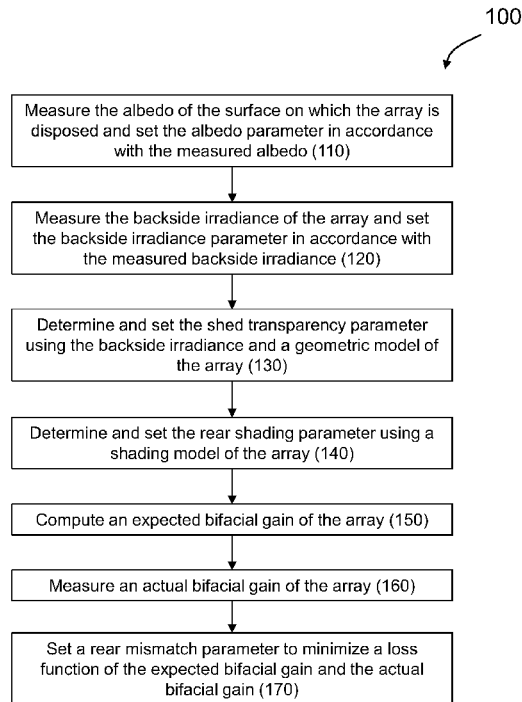 100
Measure the albedo of the surface on which the array is
disposed and set the albedo parameter in accordance
with the measured albedo (110)
Measure the backside irradiance of the array and set
the backside irradiance parameter in accordance with
the measured backside irradiance (120)
Determine and set the shed transparency parameter
using the backside irradiance and a geometric model of
the array (130)
Determine and set the rear shading parameter using a
shading model of the array (140)
Compute an expected bifacial gain of the array (150)
Measure an actual bifacial gain of the array (160)
Set a rear mismatch parameter to minimize a loss
function of the expected bifacial gain and the actual
bifacial gain (170)